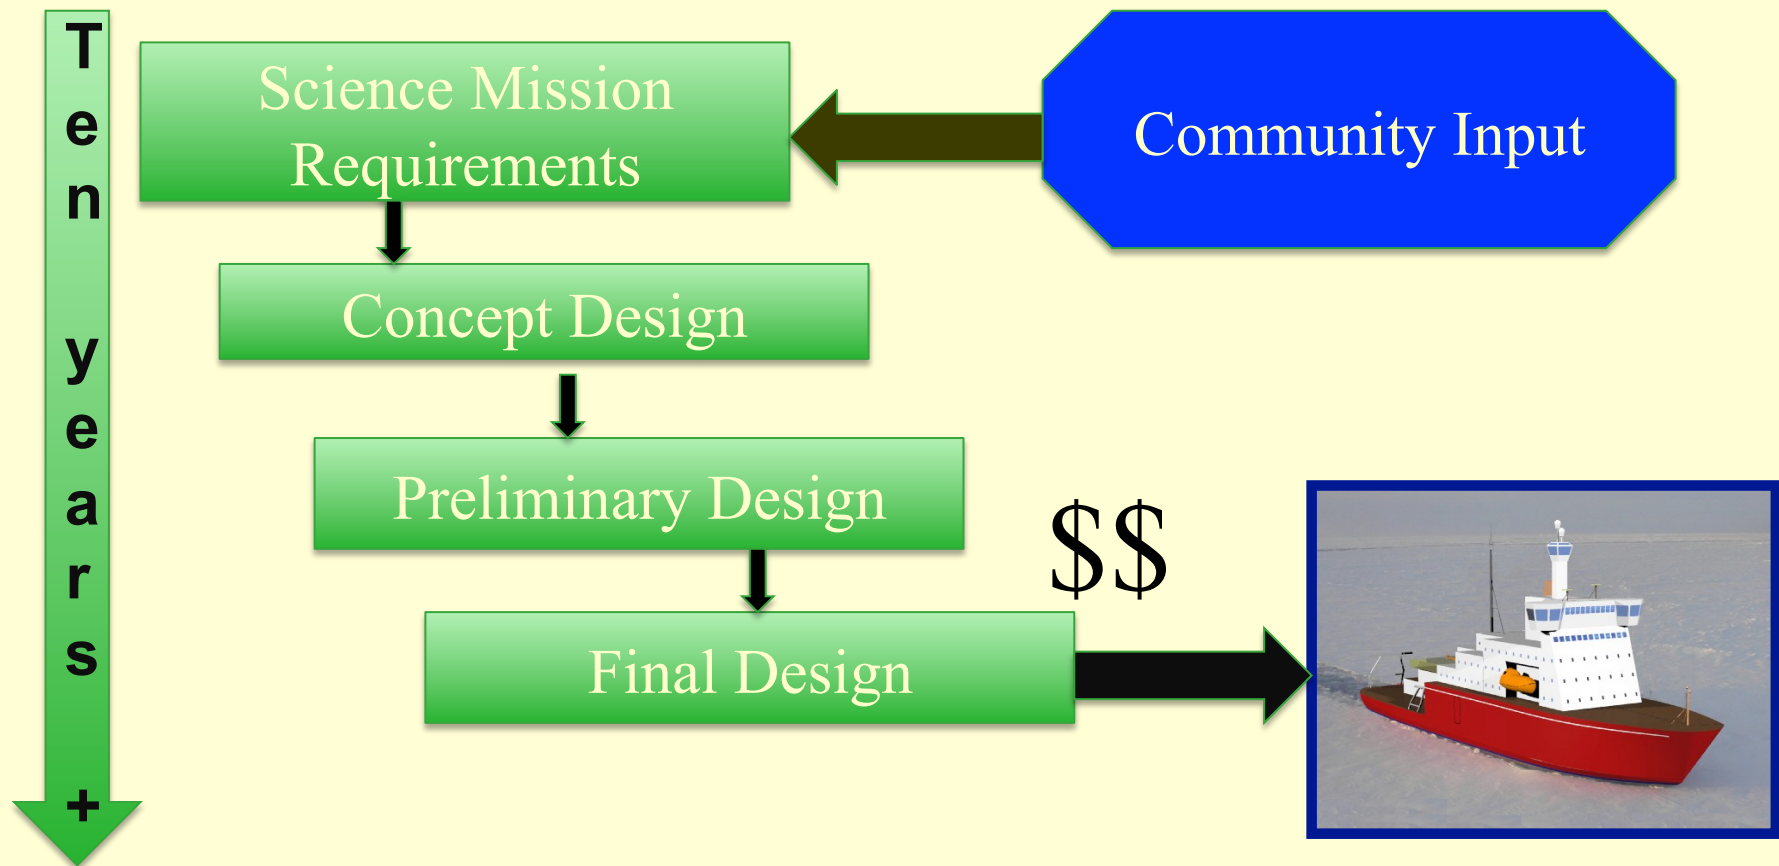 Ten years +
Science Mission
Requirements
Community Input
Concept Design
Preliminary Design
$$
Final Design